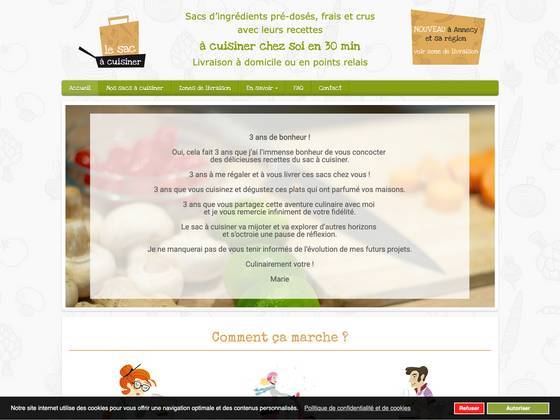 le sac
à cuisiner
Sacs d'ingrédients pré-dosés, frais et crus
avec leurs recettes
à cuisiner chez soi en 30 min
Livraison à domicile ou en points relais
NOUVEAU à Annecy
et sa région
voir zone de livraison
Accueil
Nos sacs à cuisiner
Zones de livraison
En savoir +
FAQ
Contact
3 ans de bonheur !
Oui, cela fait 3 ans que j'ai l'immense bonheur de vous concocter
des délicieuses recettes du sac à cuisiner.
3 ans à me régaler et à vous livrer ces sacs chez vous !
3 ans que vous cuisinez et dégustez ces plats qui ont parfumé vos maisons.
3 ans que vous partagez cette aventure culinaire avec moi
et je vous remercie infiniment de votre fidélité.
Le sac à cuisiner va mijoter et va explorer d'autres horizons
et s'octroie une pause de réflexion.
Je ne manquerai pas de vous tenir informés de l'évolution de mes futurs projets.
Culinairement votre !
Marie
Comment ça marche ?
Notre site internet utilise des cookies pour vous offrir une navigation optimale et des contenus personnalisés.
Politique de confidentialité et de cookies
Refuser
Autoriser